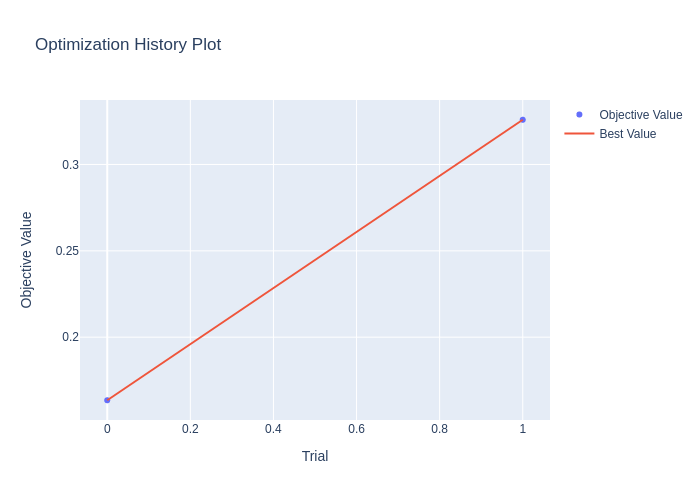 Optimization History Plot
Objective Value
Best Value
0.3
0.25
0.2
Objective Value
0
0.2
0.4
0.6
0.8
1
Trial